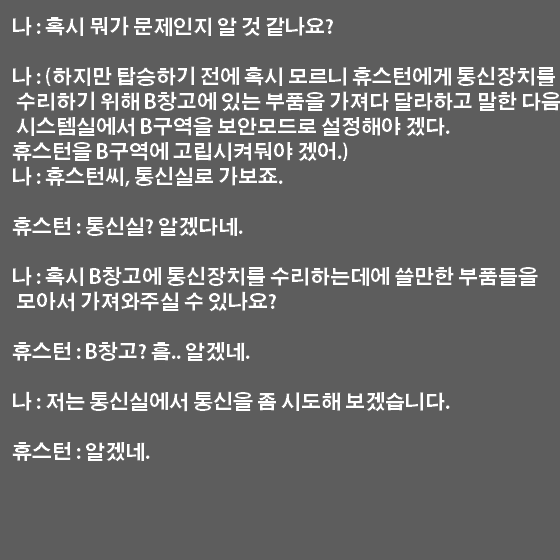 나 : 혹시 뭐가 문제인지 알 것 같나요?
나 : (하지만 탑승하기 전에 혹시 모르니 휴스턴에게 통신장치를
수리하기 위해 B창고에 있는 부품을 가져다 달라하고 말한 다음
시스템실에서 B구역을 보안모드로 설정해야 겠다.
휴스턴을 B구역에 고립시켜둬야 겠어.)
나 : 휴스턴씨, 통신실로 가보죠.
휴스턴 : 통신실? 알겠다네.
나 : 혹시 B창고에 통신장치를 수리하는데에 쓸만한 부품들을
모아서 가져와주실 수 있나요?
휴스턴 : B창고? 흠.. 알겠네.
나 : 저는 통신실에서 통신을 좀 시도해 보겠습니다.
휴스턴 : 알겠네.